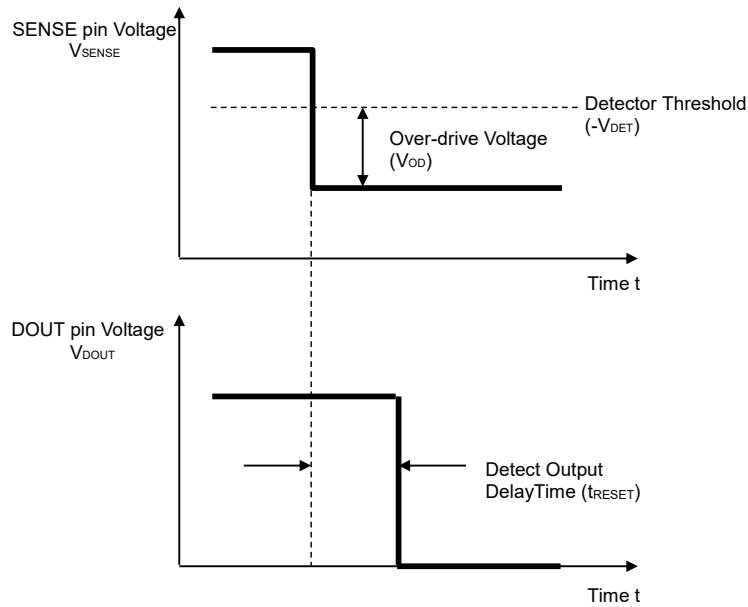 SENSE pin Voltage
VSENSE
Detector Threshold
(-VDET)
Over-drive Voltage
(VOD)
Time t
DOUT pin Voltage
VDOUT
Detect Output
DelayTime (tRESET)
Time t